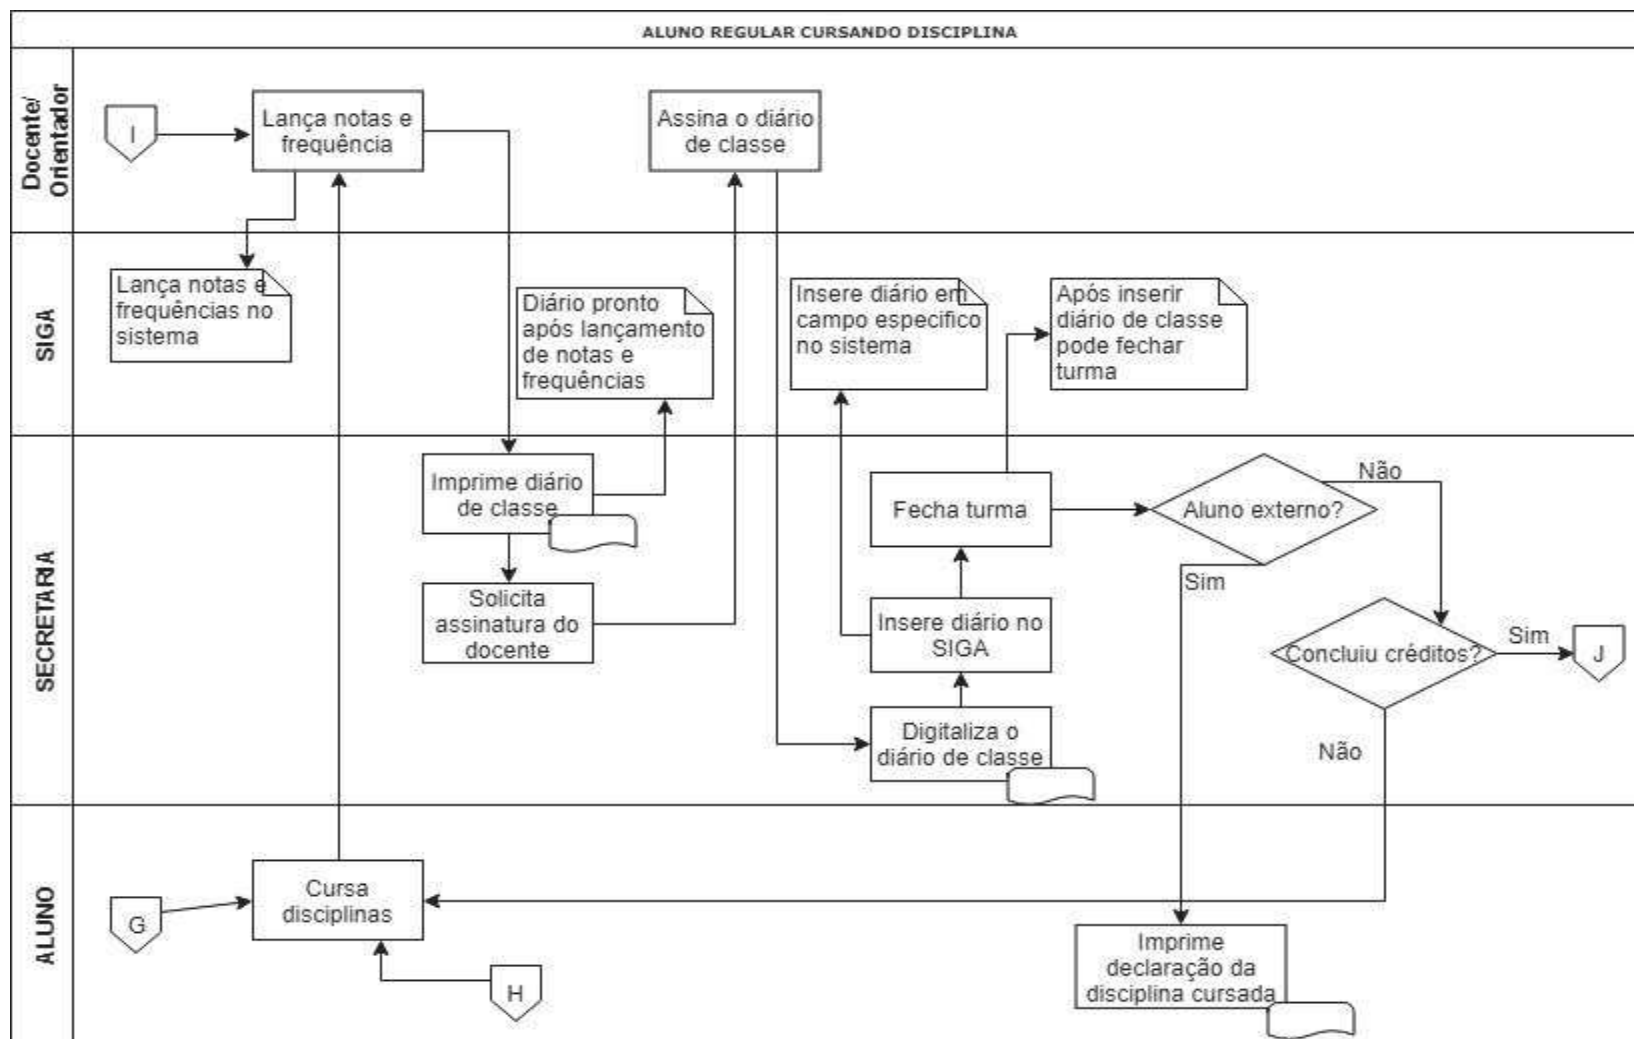 ALUNO REGULAR CURSANDO DISCIPLINA
Docente/
Orientador
I
Lança notas e
frequência
Assina o diário
de classe
SIGA
Lança notas e
frequências no
sistema
Diário pronto
após lançamento
de notas e
frequências
Insere diário em
campo especifico
no sistema
Após inserir
diário de classe
pode fechar
turma
SECRETARIA
Imprime diário
de classe
Solicita
assinatura do
docente
Fecha turma
Insere diário no
SIGA
Digitaliza o
diário de classe
Aluno externo?
Não
Sim
Concluiu créditos?
Sim
J
Não
ALUNO
G
Cursa
disciplinas
H
Imprime
declaração da
disciplina cursada